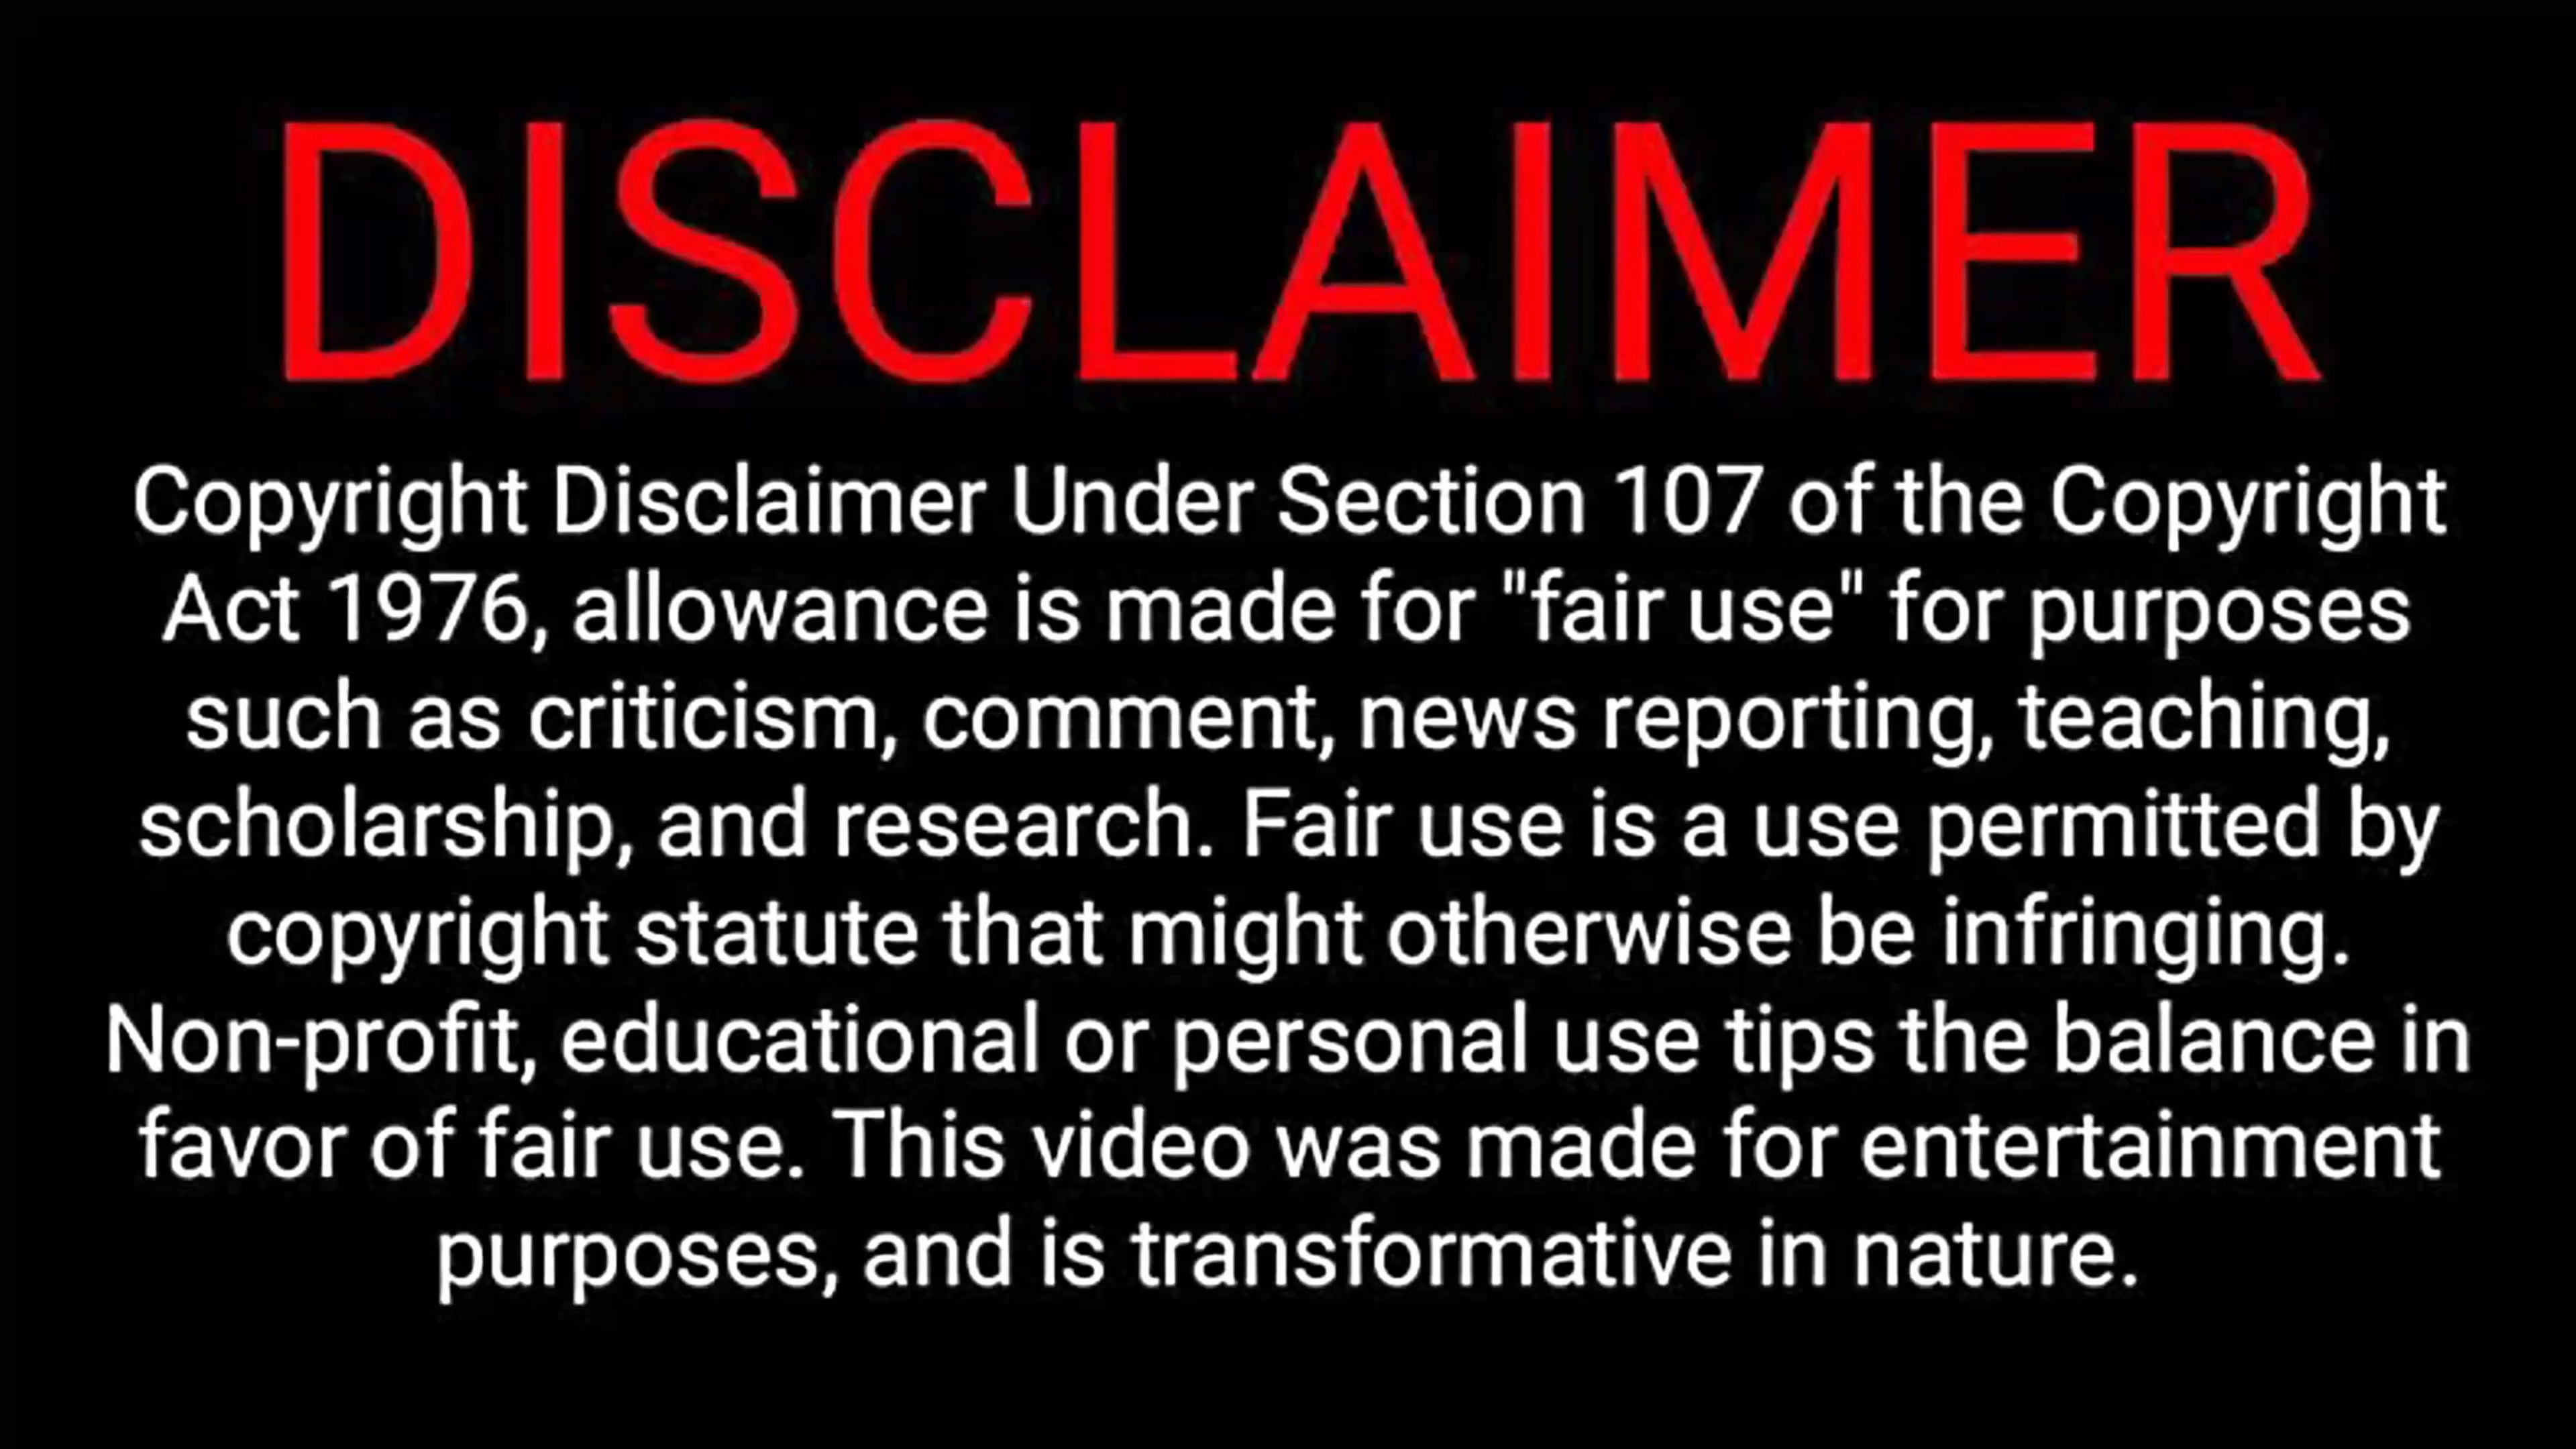 DISCLAIMER
Copyright Disclaimer Under Section 107 of the Copyright
Act 1976, allowance is made for "fair use" for purposes
such as criticism, comment, news reporting, teaching,
scholarship, and research. Fair use is a use permitted by
copyright statute that might otherwise be infringing.
Non-profit, educational or personal use tips the balance in
favor of fair use. This video was made for entertainment
purposes, and is transformative in nature.